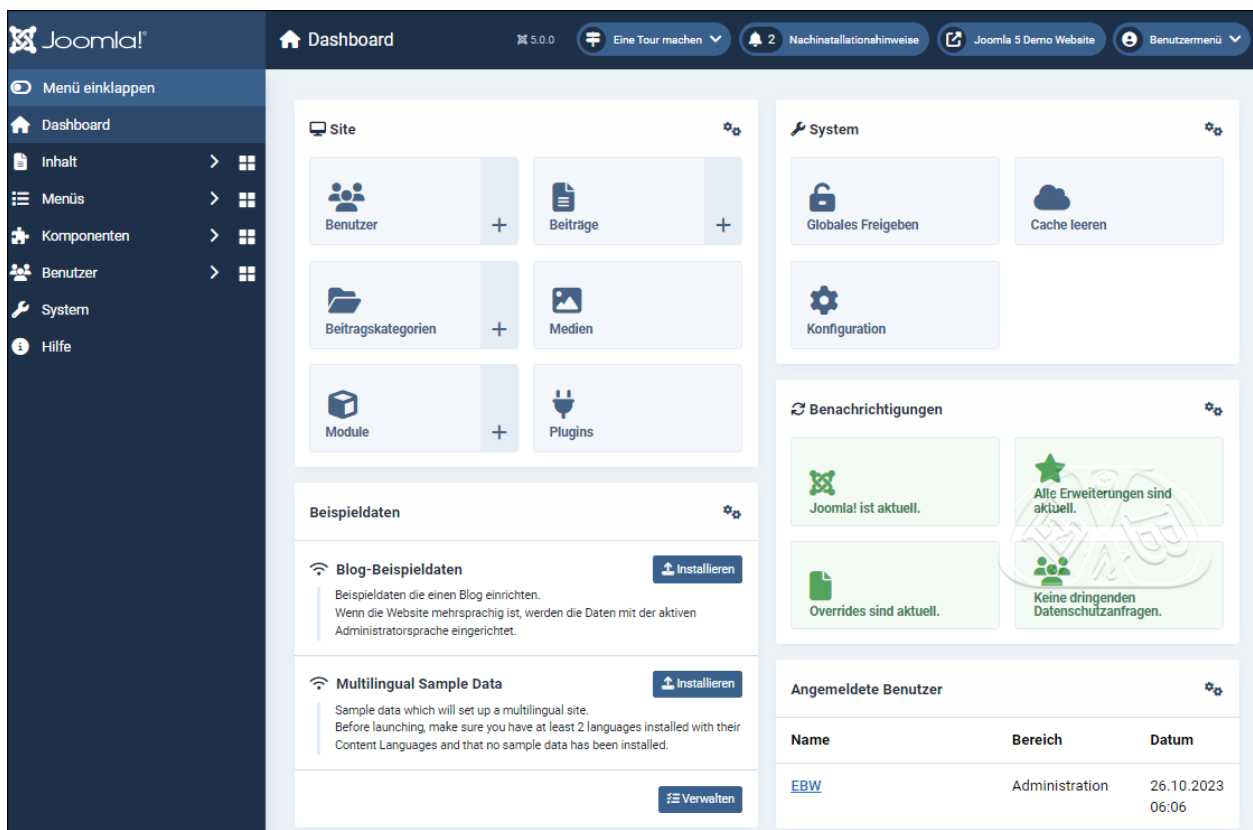 Joomla!
Dashboard
5.0.0
Eine Tour machen
2 Nachinstallationshinweise
Joomla 5 Demo Website
Benutzermenü
Menü einklappen
Dashboard
Inhalt
Menüs
Komponenten
Benutzer
System
Hilfe
Site
Benutzer
+
Beiträge
+
Beitragskategorien
+
Medien
Module
+
Plugins
Beispieldaten
Blog-Beispieldaten
Installieren
Beispieldaten die einen Blog einrichten.
Wenn die Website mehrsprachig ist, werden die Daten mit der aktiven
Administratorsprache eingerichtet.
Multilingual Sample Data
Installieren
Sample data which will set up a multilingual site.
Before launching, make sure you have at least 2 languages installed with their
Content Languages and that no sample data has been installed.
Verwalten
System
Globales Freigeben
Cache leeren
Konfiguration
Benachrichtigungen
Joomla! ist aktuell.
Alle Erweiterungen sind
aktuell.
Overrides sind aktuell.
Keine dringenden
Datenschutzanfragen.
Angemeldete Benutzer
Name Bereich Datum
EBW Administration 26.10.2023
06:06